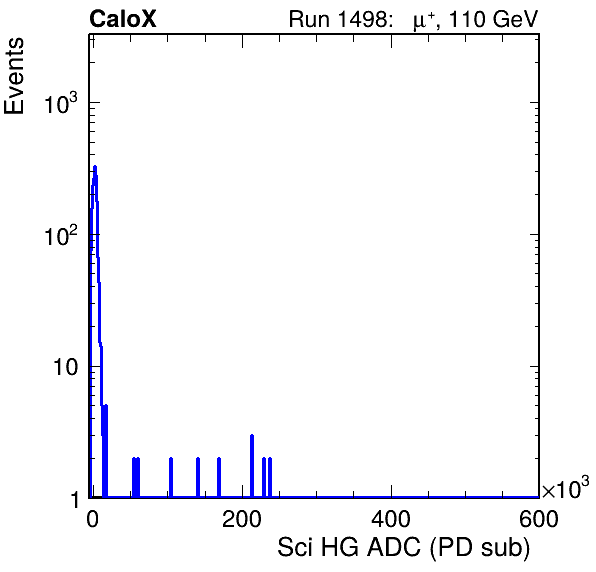 CaloX Run 1498: μ⁺, 110 GeV
Events
10³
10²
10
1
0 200 400 600
×10³
Sci HG ADC (PD sub)